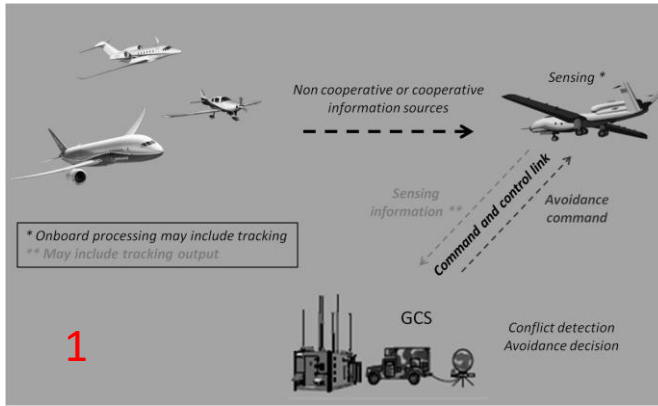 Non cooperative or cooperative
information sources
Sensing *
Sensing
information **
Command and control link
Avoidance
command
* Onboard processing may include tracking
** May include tracking output
GCS
Conflict detection
Avoidance decision
1